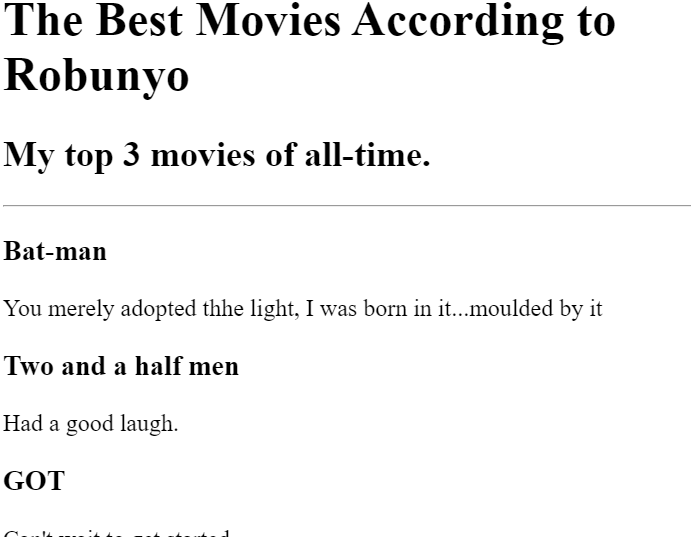 The Best Movies According to
Robunyo
My top 3 movies of all-time.
Bat-man
You merely adopted thhe light, I was born in it...moulded by it
Two and a half men
Had a good laugh.
GOT
Can't wait to get started